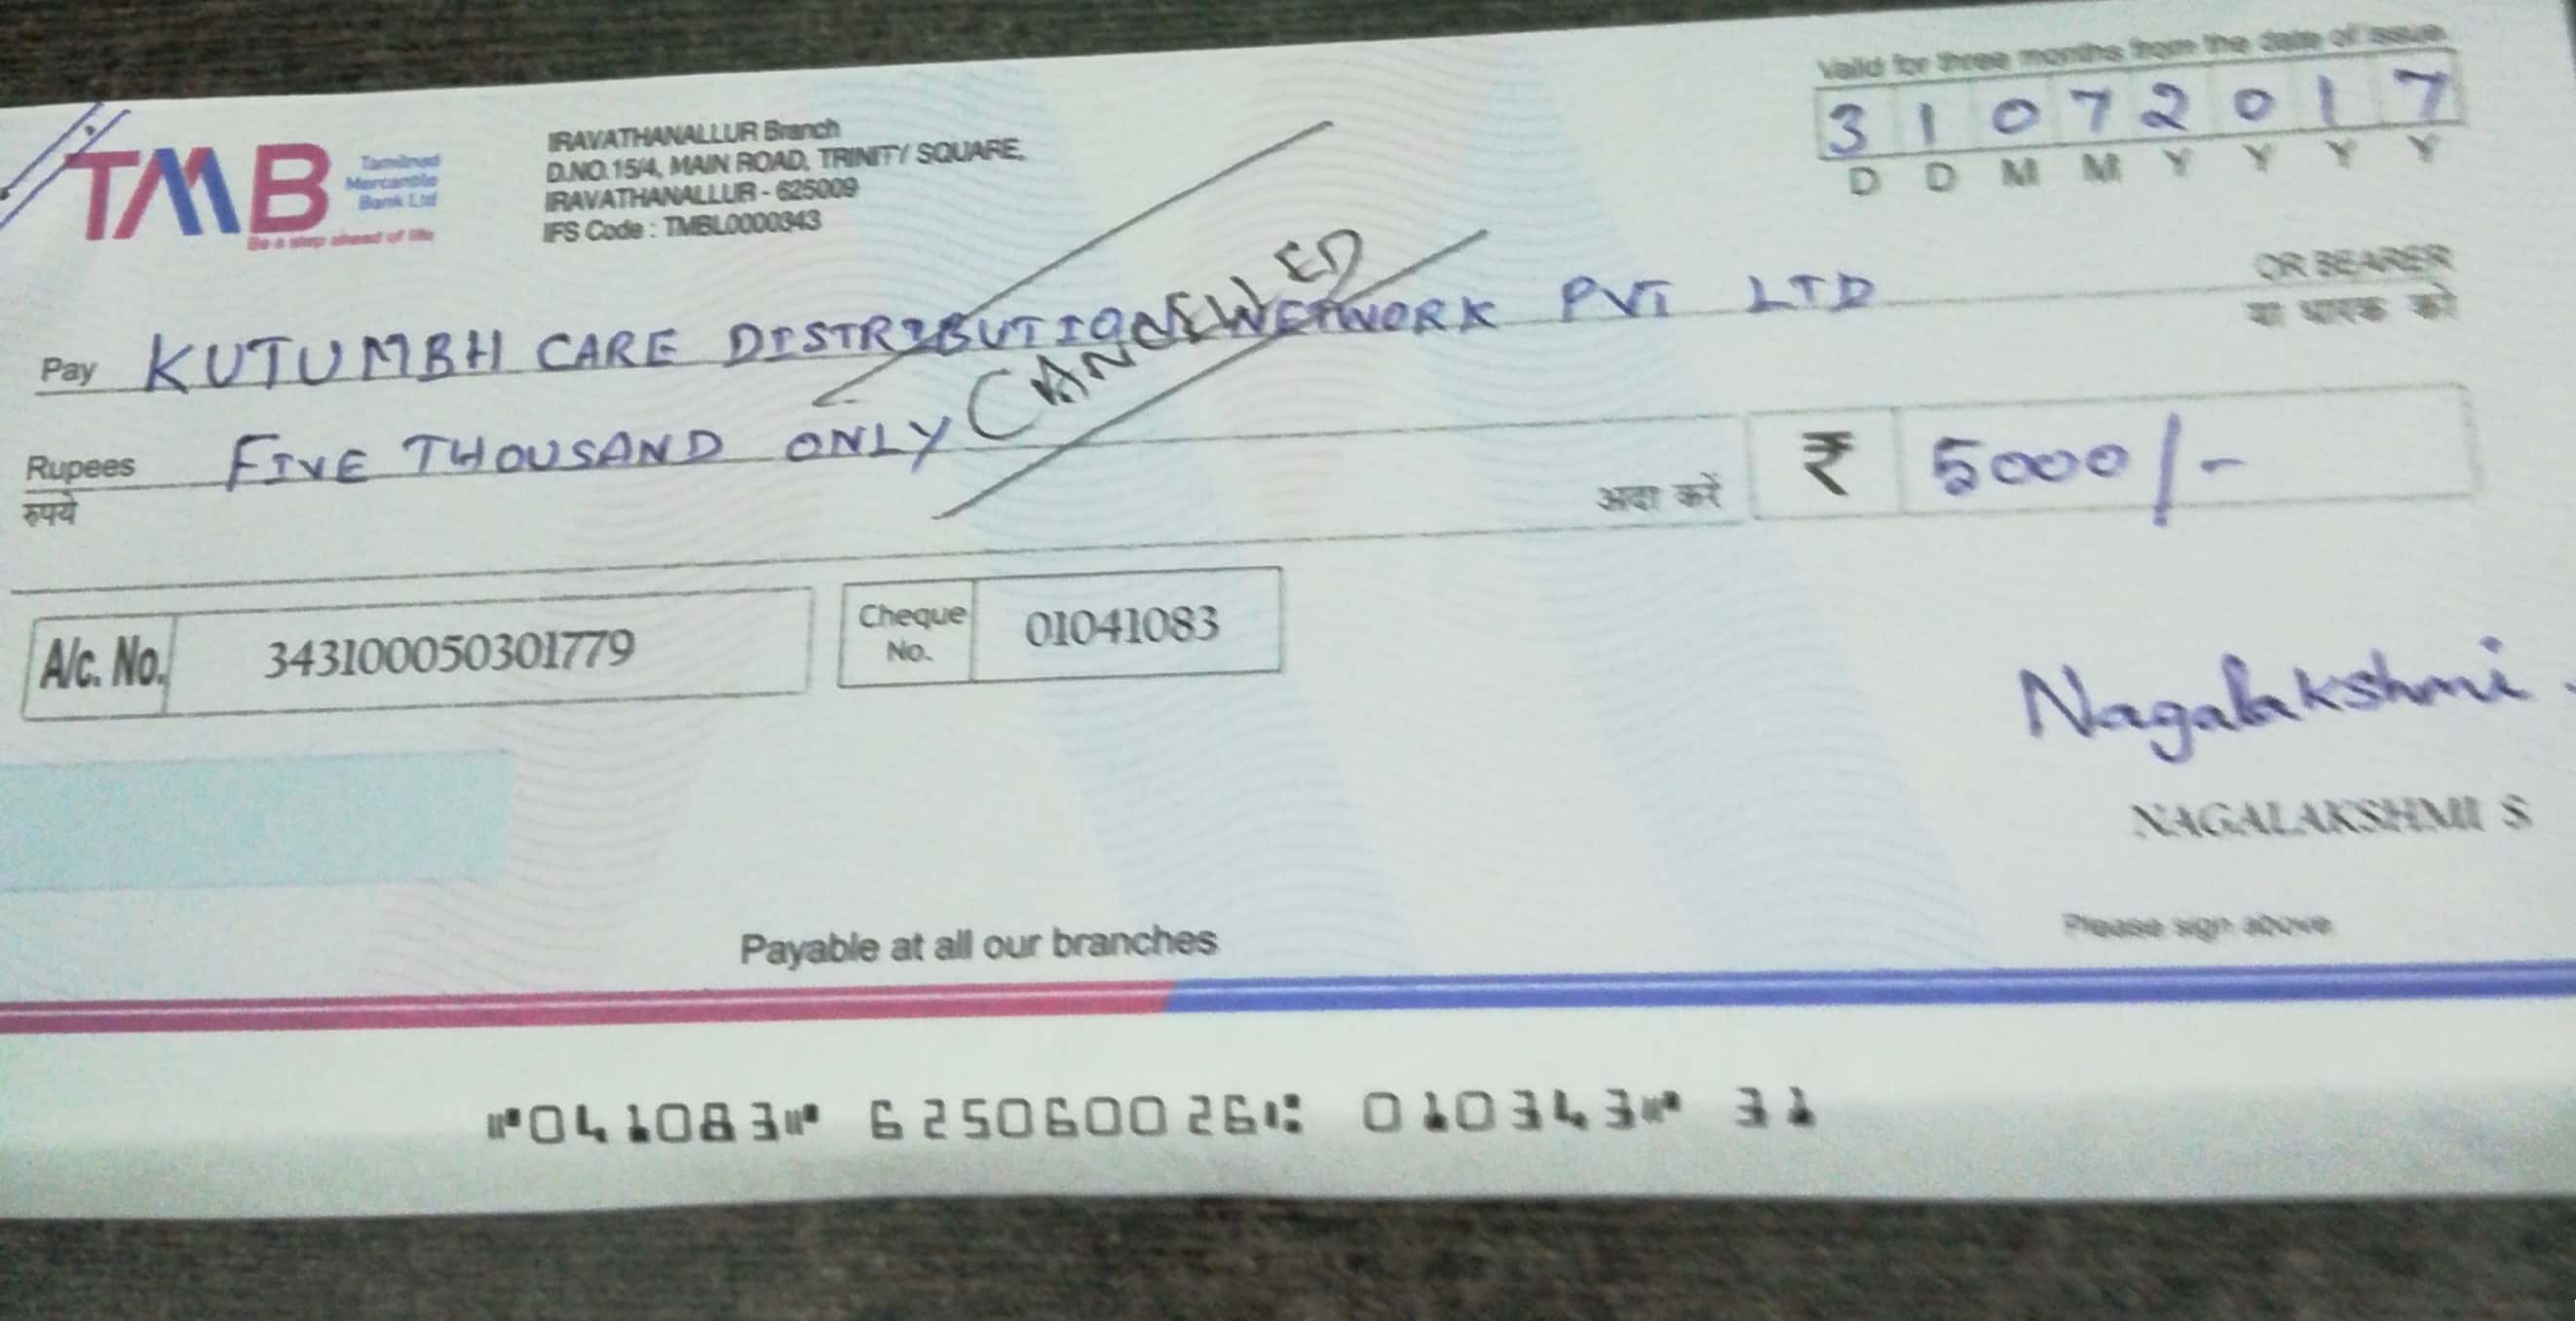 Valid for three months from the date of issue
31072017
D D M M Y Y Y Y
TMB
Tamilnad
Mercantile
Bank Ltd
Be a step ahead of life
IRAVATHANALLUR Branch
D.NO.15/4, MAIN ROAD, TRINITY SQUARE,
IRAVATHANALLUR - 625009
IFS Code : TMBL0000343
OR BEARER
या धारक को
Pay KUTUMBH CARE DISTRIBUTION NETWORK PVT LTD
CANCELLED
Rupees FIVE THOUSAND ONLY
रुपये
अदा करें
₹ 5000/-
A/c. No. 343100050301779
Cheque No. 01041083
Nagalakshmi
NAGALAKSHMI S
Please sign above
Payable at all our branches
⑈041083⑈ 625060026⑆ 010343⑈ 31